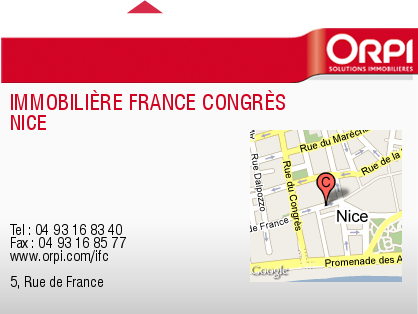 ORPI
SOLUTIONS IMMOBILIÈRES
IMMOBILIÈRE FRANCE CONGRÈS
NICE
Rue du Maréch
Rue de la
Rue Dalpozzo
Rue du Congrès
C
de France
Nice
Google
Promenade des A
Tel : 04 93 16 83 40
Fax : 04 93 16 85 77
www.orpi.com/ifc
5, Rue de France